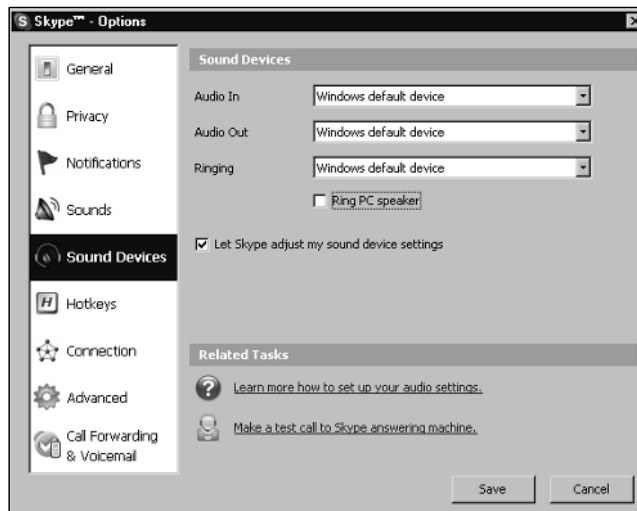 Skype™ - Options
General
Privacy
Notifications
Sounds
Sound Devices
Hotkeys
Connection
Advanced
Call Forwarding
& Voicemail
Sound Devices
Audio In
Windows default device
Audio Out
Windows default device
Ringing
Windows default device
Ring PC speaker
Let Skype adjust my sound device settings
Related Tasks
Learn more how to set up your audio settings.
Make a test call to Skype answering machine.
Save
Cancel